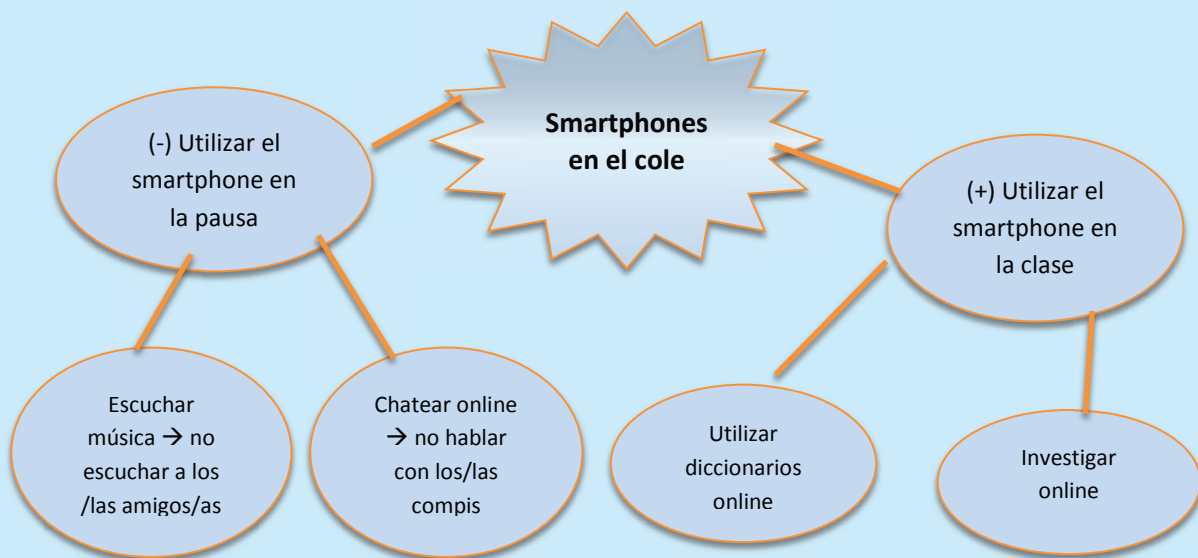 Smartphones
en el cole
(-) Utilizar el
smartphone en
la pausa
(+) Utilizar el
smartphone en
la clase
Escuchar
música → no
escuchar a los
/las amigos/as
Chatear online
→ no hablar
con los/las
compis
Utilizar
diccionarios
online
Investigar
online